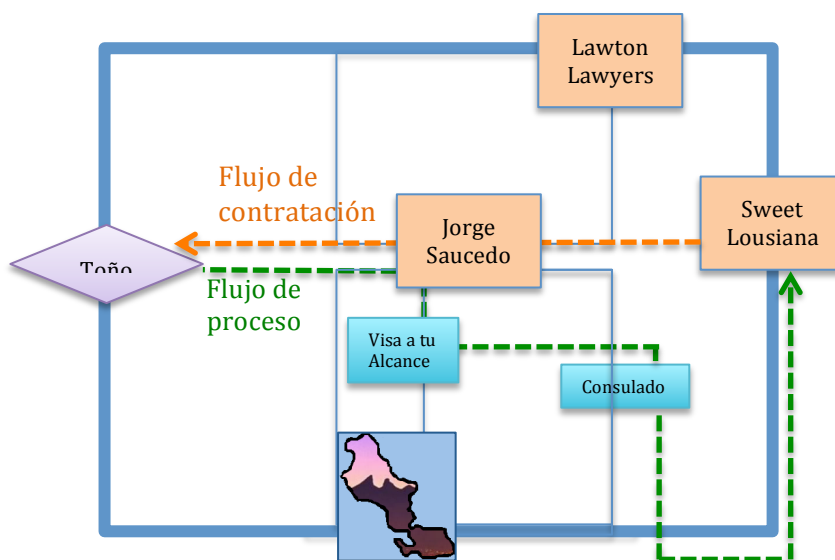 Lawton
Lawyers
Flujo de
contratación
Jorge
Saucedo
Sweet
Lousiana
Toño
Flujo de
proceso
Visa a tu
Alcance
Consulado